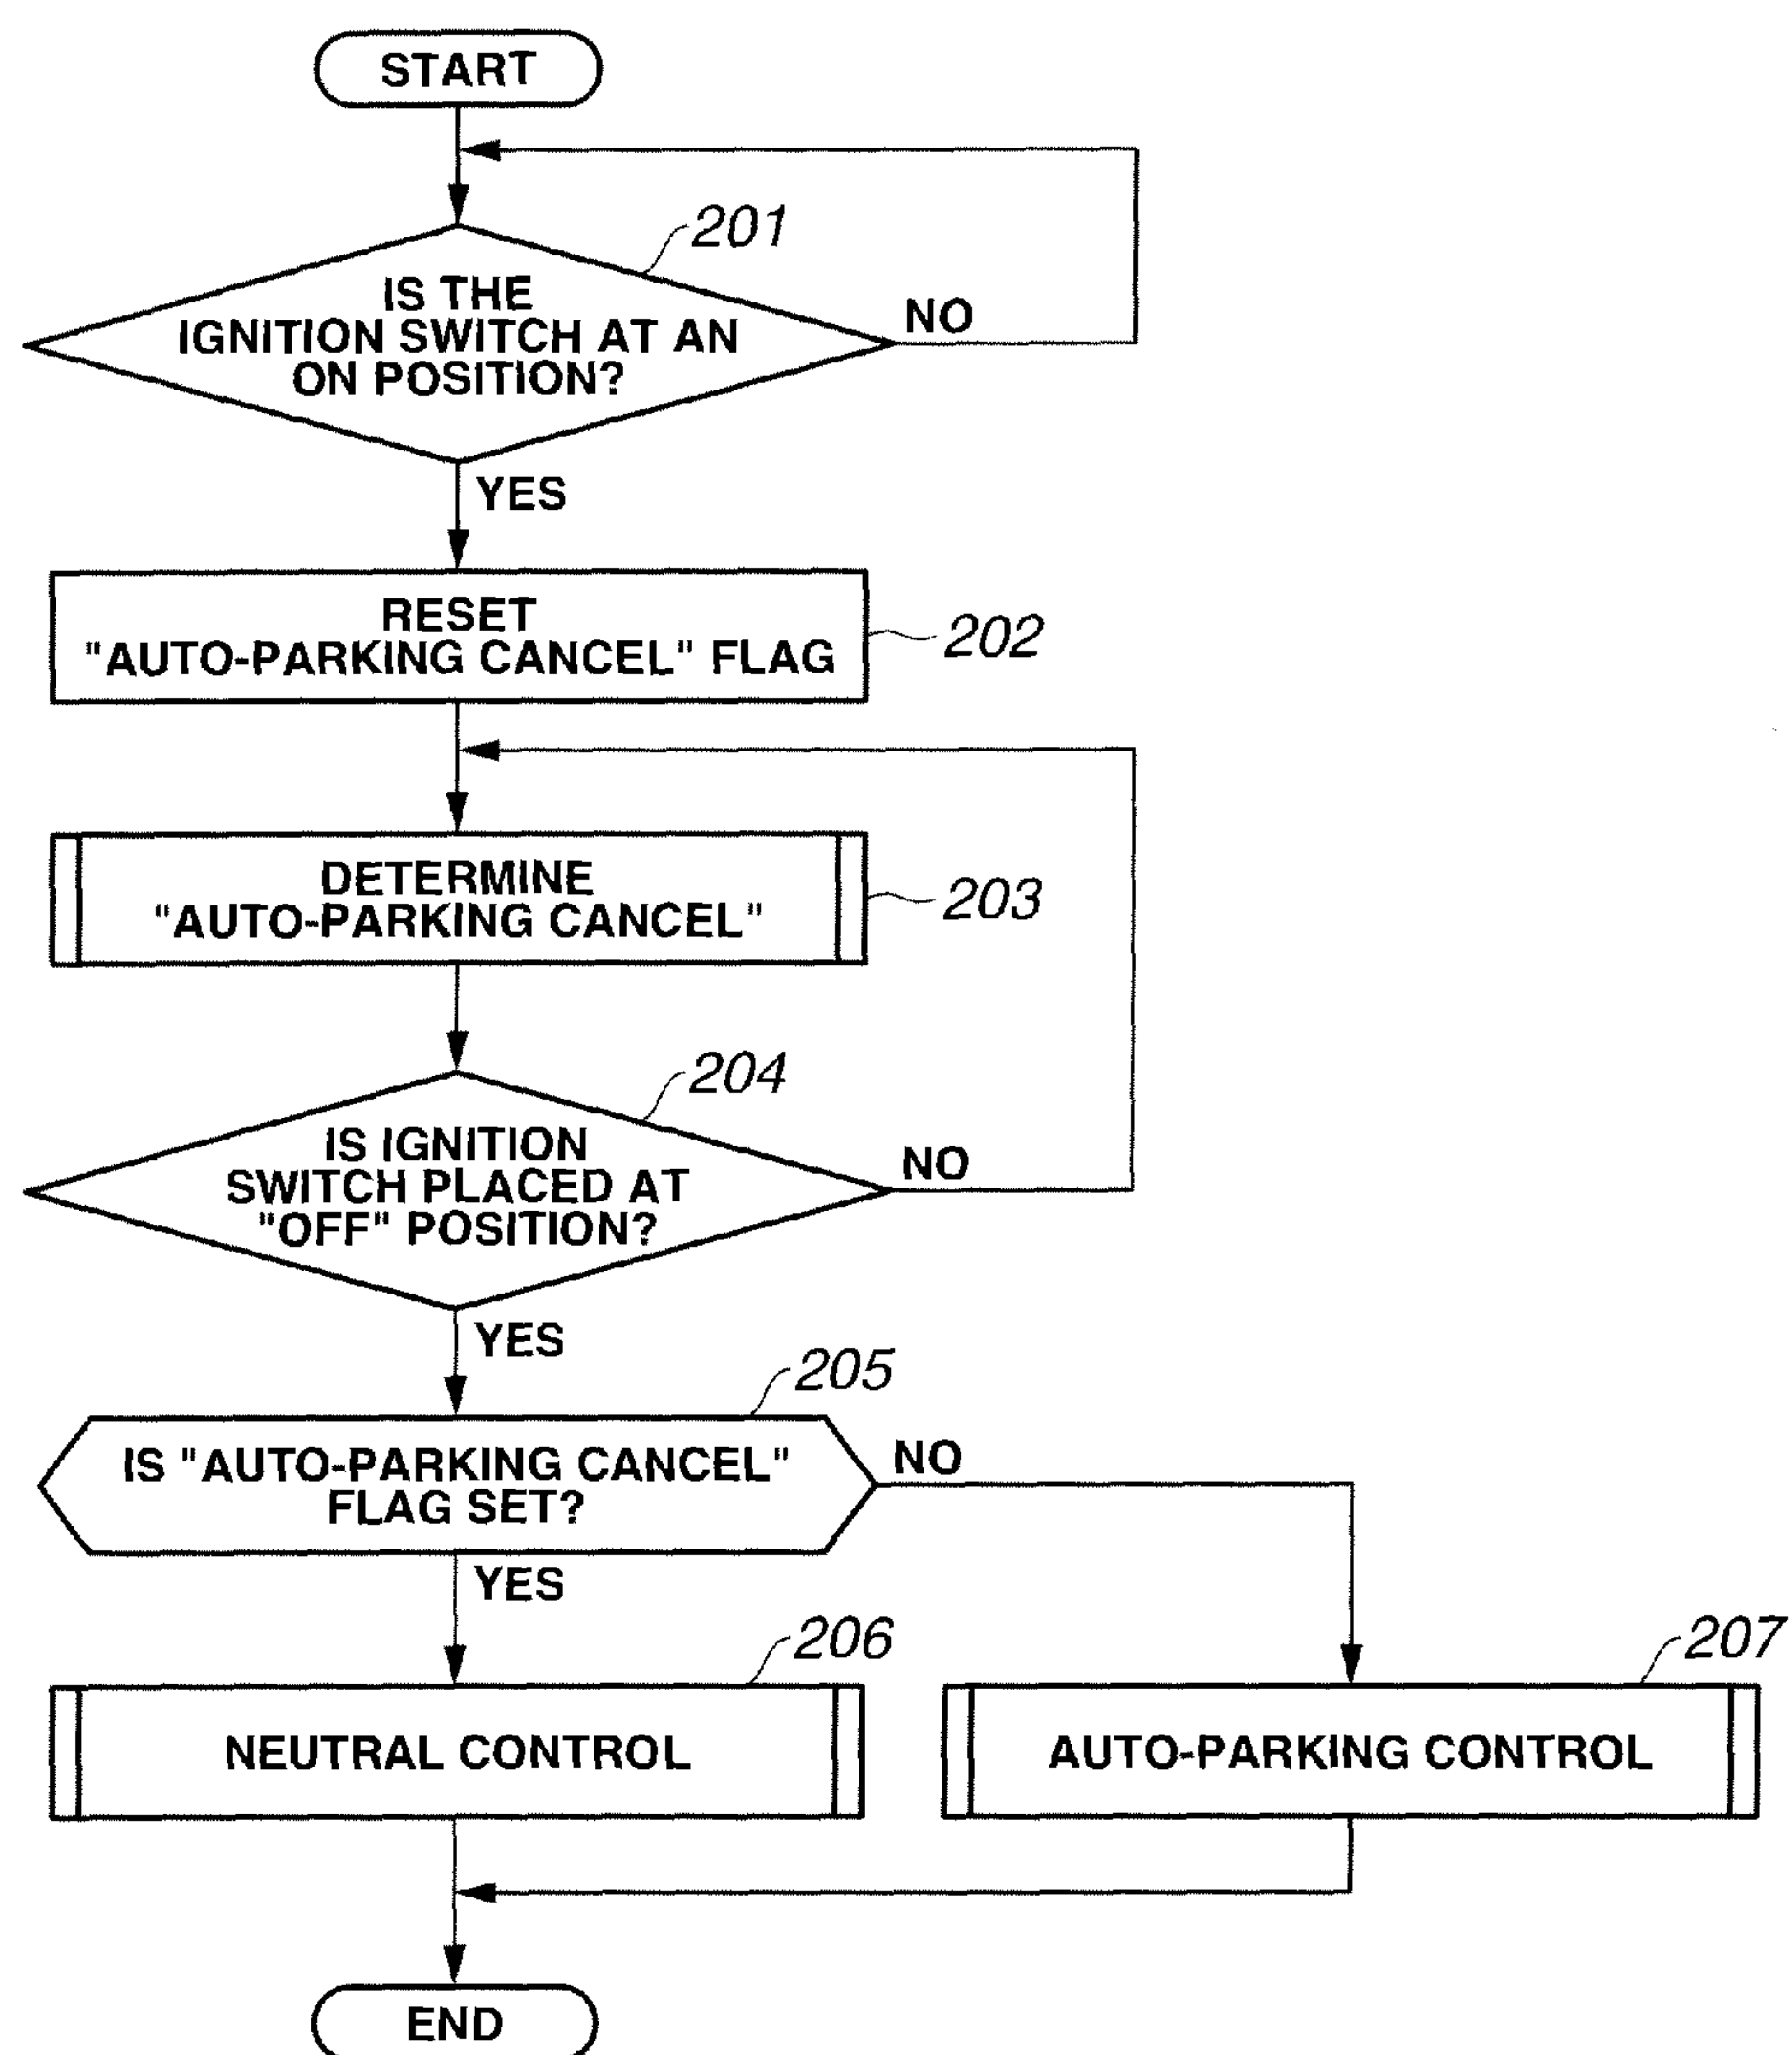 START
201
IS THE
IGNITION SWITCH AT AN
ON POSITION?
NO
YES
RESET
"AUTO-PARKING CANCEL" FLAG
202
DETERMINE
"AUTO-PARKING CANCEL"
203
204
IS IGNITION
SWITCH PLACED AT
"OFF" POSITION?
NO
YES
205
IS "AUTO-PARKING CANCEL"
FLAG SET?
NO
YES
206
207
NEUTRAL CONTROL
AUTO-PARKING CONTROL
END